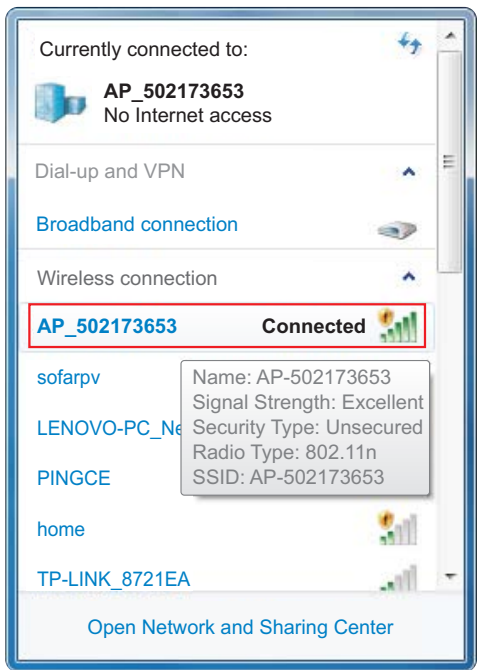 Currently connected to:
AP_502173653
No Internet access
Dial-up and VPN
Broadband connection
Wireless connection
AP_502173653 Connected
sofarpv
Name: AP-502173653
Signal Strength: Excellent
LENOVO-PC_Ne
Security Type: Unsecured
Radio Type: 802.11n
PINGCE
SSID: AP-502173653
home
TP-LINK_8721EA
Open Network and Sharing Center